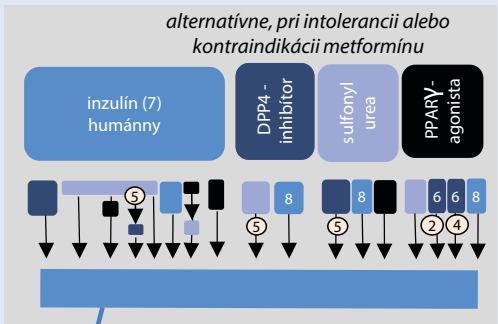 alternatívne, pri intolerancii alebo
kontraindikácii metformínu
inzulín (7)
humánny
DPP4 -
inhibítor
sulfonyl
urea
PPARγ-
agonista
5
8
8
6
6
8
5
5
2
4